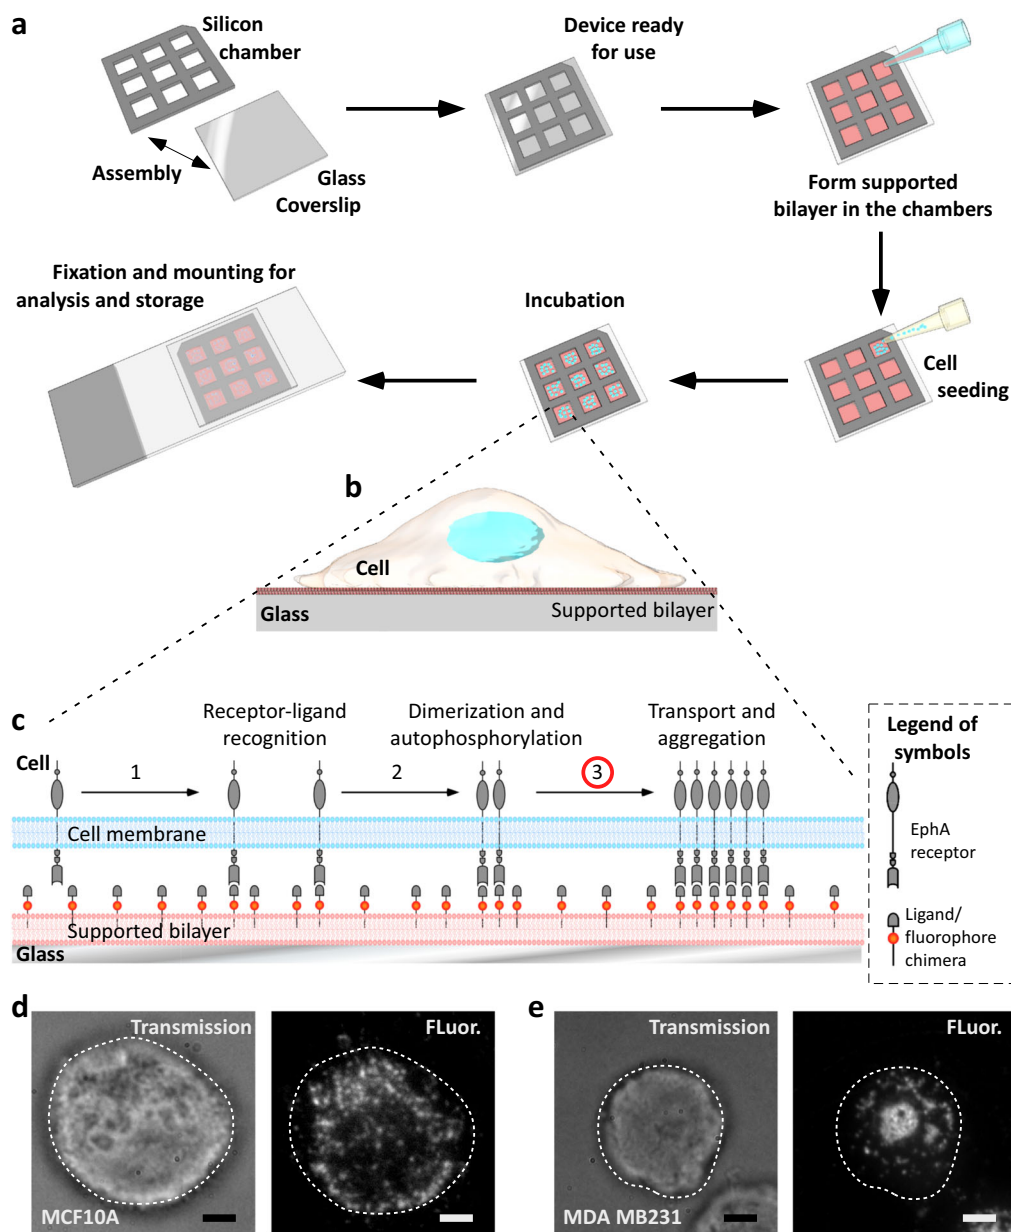 a
Silicon
chamber
Assembly
Glass
Coverslip
Device ready
for use
Form supported
bilayer in the chambers
Cell
seeding
Incubation
Fixation and mounting for
analysis and storage
b
Cell
Glass
Supported bilayer
c
Receptor-ligand
recognition
Dimerization and
autophosphorylation
Transport and
aggregation
Cell
1
2
3
Cell membrane
Supported bilayer
Glass
Legend of
symbols
EphA
receptor
Ligand/
fluorophore
chimera
d
Transmission
MCF10A
FLuor.
e
Transmission
MDA MB231
FLuor.